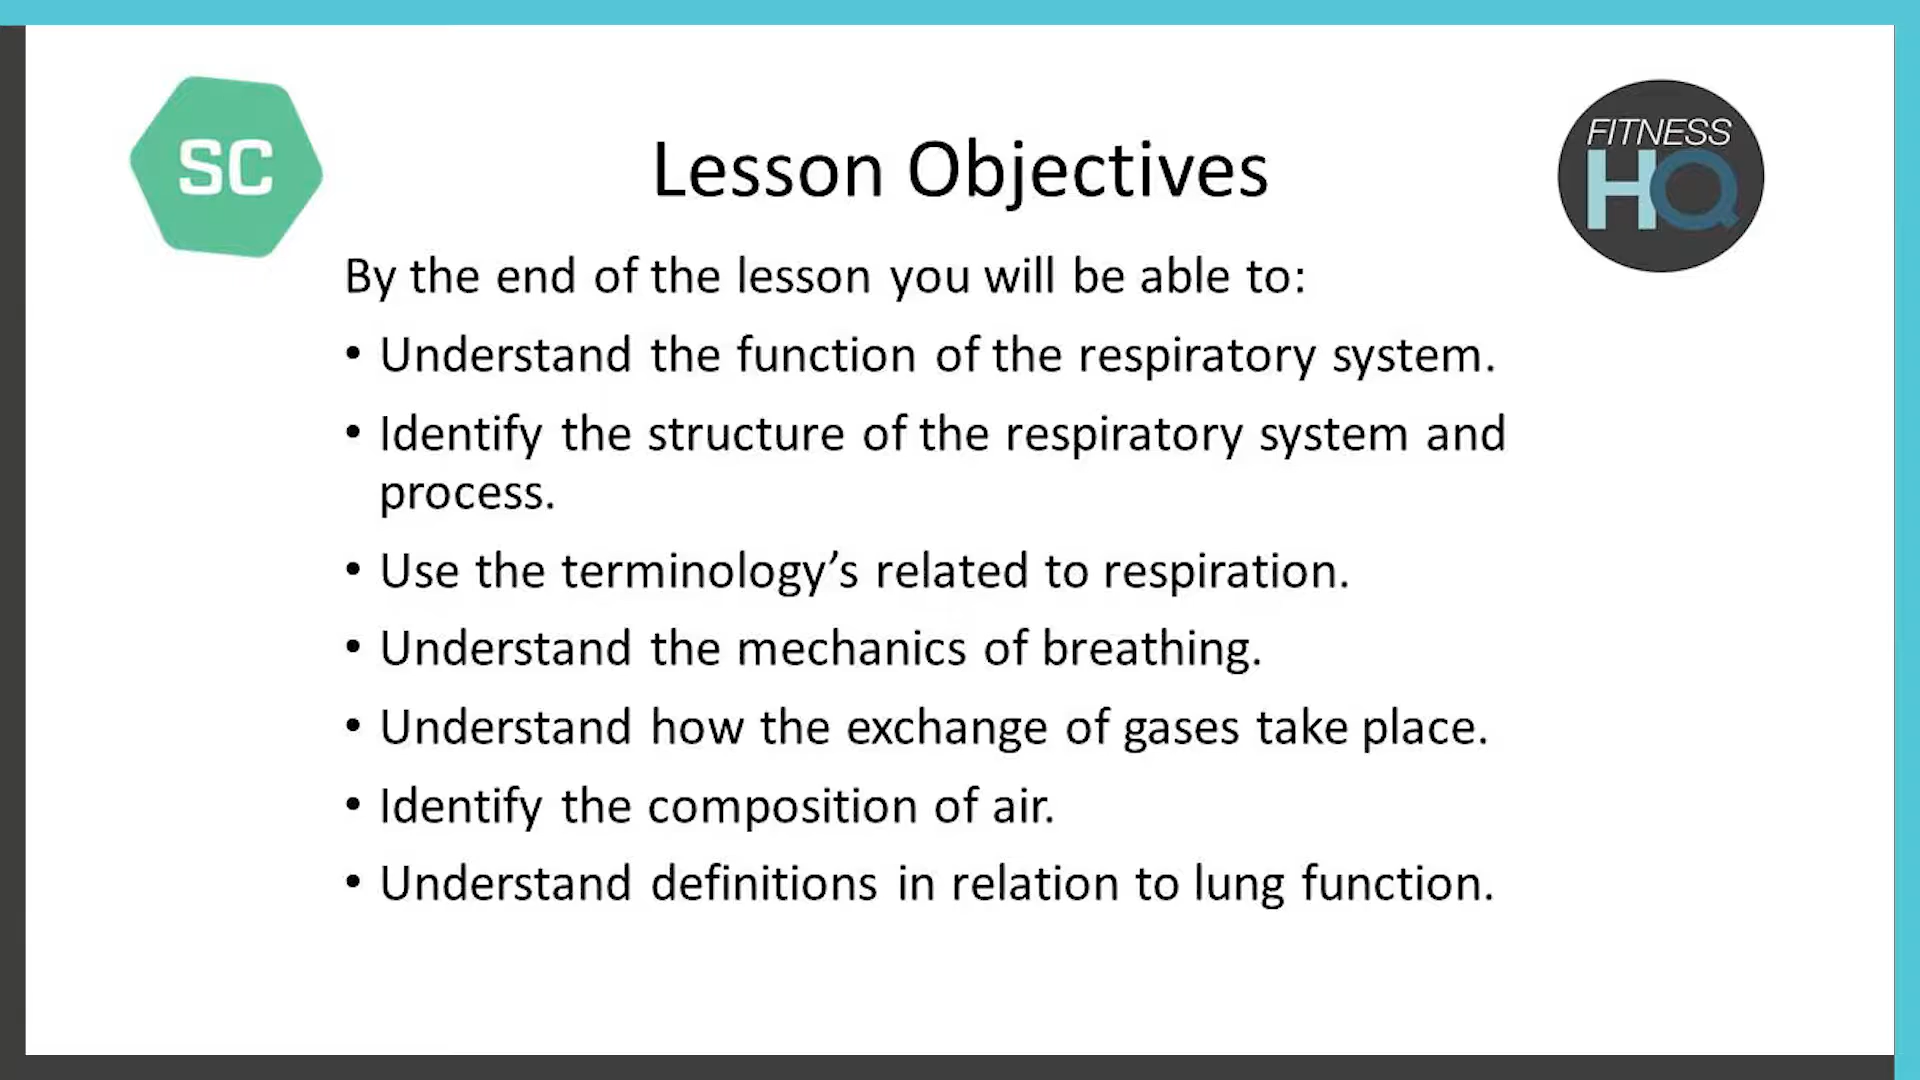 SC
FITNESS
HQ
Lesson Objectives
By the end of the lesson you will be able to:
• Understand the function of the respiratory system.
• Identify the structure of the respiratory system and
process.
• Use the terminology’s related to respiration.
• Understand the mechanics of breathing.
• Understand how the exchange of gases take place.
• Identify the composition of air.
• Understand definitions in relation to lung function.